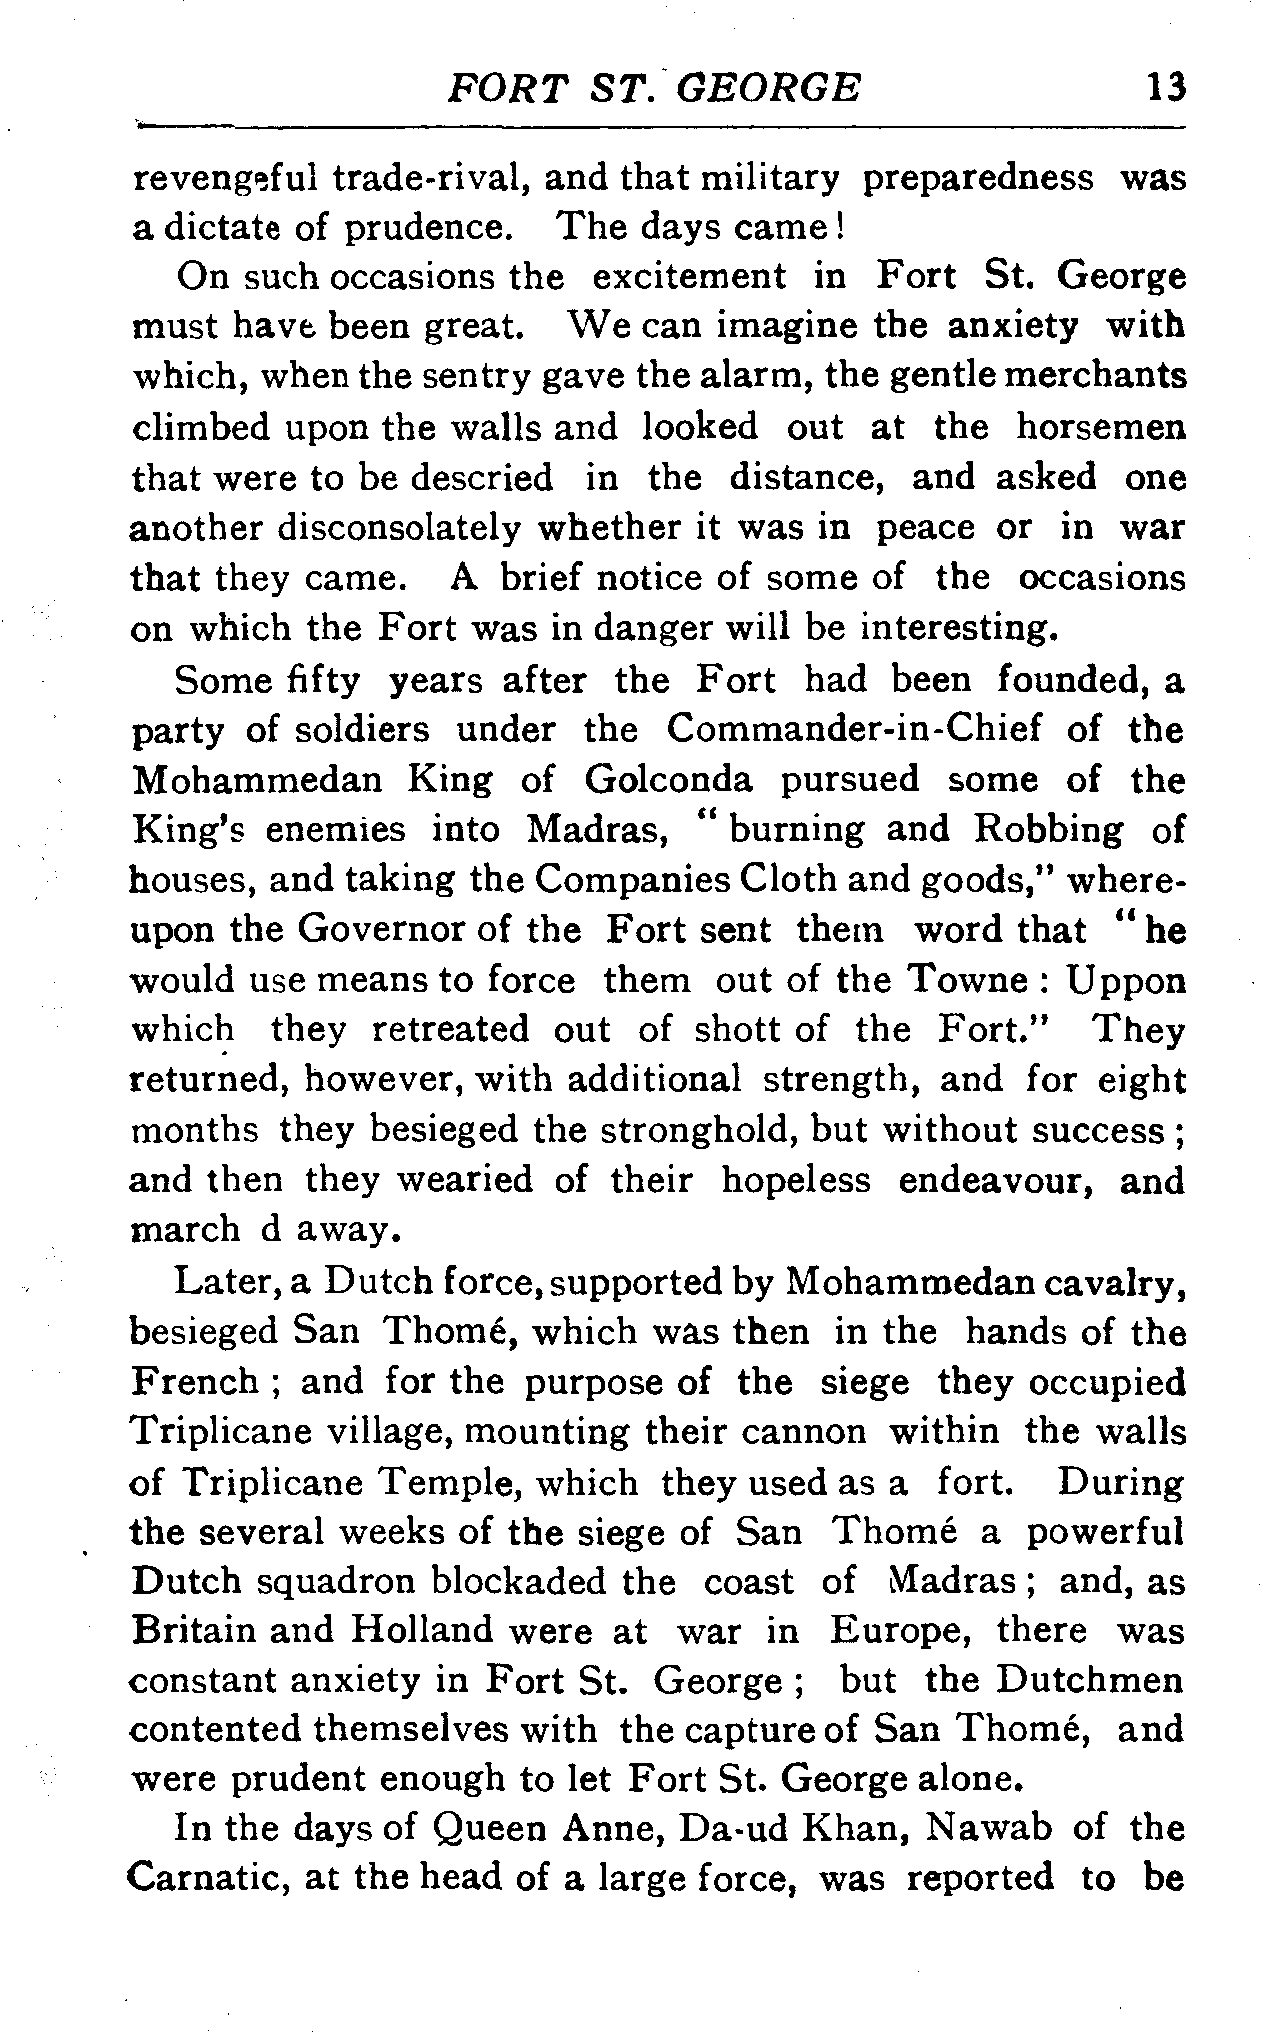 FORT ST. GEORGE 13
revengeful trade-rival, and that military preparedness was
a dictate of prudence. The days came !
On such occasions the excitement in Fort St. George
must have been great. We can imagine the anxiety with
which, when the sentry gave the alarm, the gentle merchants
climbed upon the walls and looked out at the horsemen
that were to be descried in the distance, and asked one
another disconsolately whether it was in peace or in war
that they came. A brief notice of some of the occasions
on which the Fort was in danger will be interesting.
Some fifty years after the Fort had been founded, a
party of soldiers under the Commander-in-Chief of the
Mohammedan King of Golconda pursued some of the
King's enemies into Madras, “ burning and Robbing of
houses, and taking the Companies Cloth and goods,” where-
upon the Governor of the Fort sent them word that “ he
would use means to force them out of the Towne : Uppon
which they retreated out of shott of the Fort.” They
returned, however, with additional strength, and for eight
months they besieged the stronghold, but without success ;
and then they wearied of their hopeless endeavour, and
march d away.
Later, a Dutch force, supported by Mohammedan cavalry,
besieged San Thomé, which was then in the hands of the
French ; and for the purpose of the siege they occupied
Triplicane village, mounting their cannon within the walls
of Triplicane Temple, which they used as a fort. During
the several weeks of the siege of San Thomé a powerful
Dutch squadron blockaded the coast of Madras ; and, as
Britain and Holland were at war in Europe, there was
constant anxiety in Fort St. George ; but the Dutchmen
contented themselves with the capture of San Thomé, and
were prudent enough to let Fort St. George alone.
In the days of Queen Anne, Da-ud Khan, Nawab of the
Carnatic, at the head of a large force, was reported to be